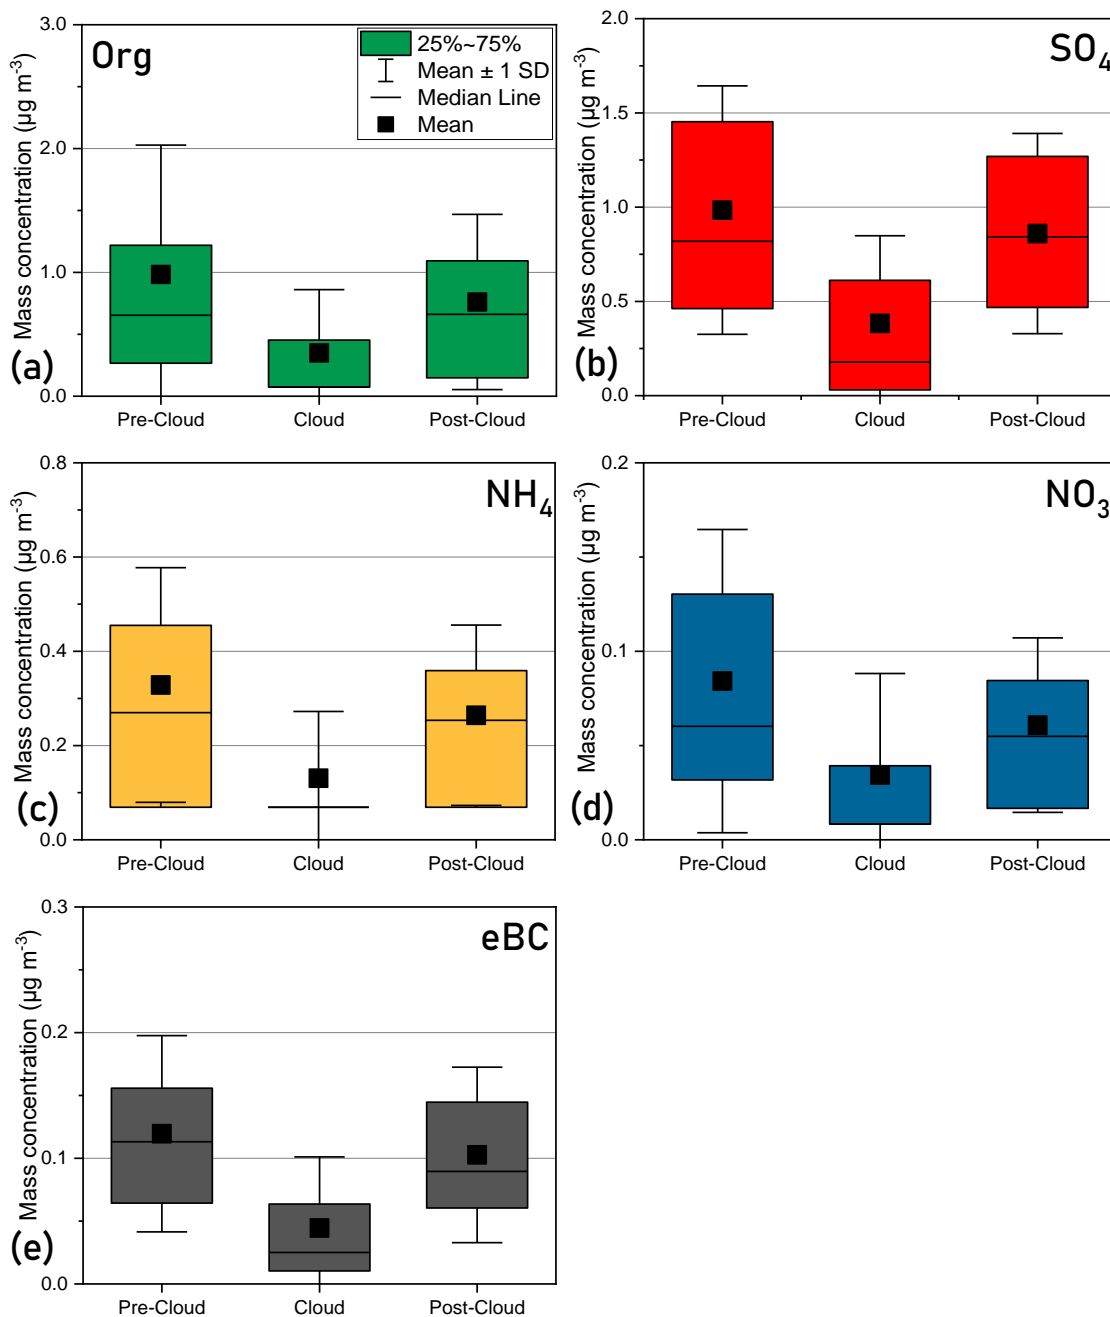 Org
25%~75%
Mean ± 1 SD
Median Line
Mean
Mass concentration (µg m⁻³)
3.0
2.0
1.0
0.0
(a)
Pre-Cloud Cloud Post-Cloud
SO₄
Mass concentration (µg m⁻³)
2.0
1.5
1.0
0.5
0.0
(b)
Pre-Cloud Cloud Post-Cloud
NH₄
Mass concentration (µg m⁻³)
0.8
0.6
0.4
0.2
0.0
(c)
Pre-Cloud Cloud Post-Cloud
NO₃
Mass concentration (µg m⁻³)
0.2
0.1
0.0
(d)
Pre-Cloud Cloud Post-Cloud
eBC
Mass concentration (µg m⁻³)
0.3
0.2
0.1
0.0
(e)
Pre-Cloud Cloud Post-Cloud